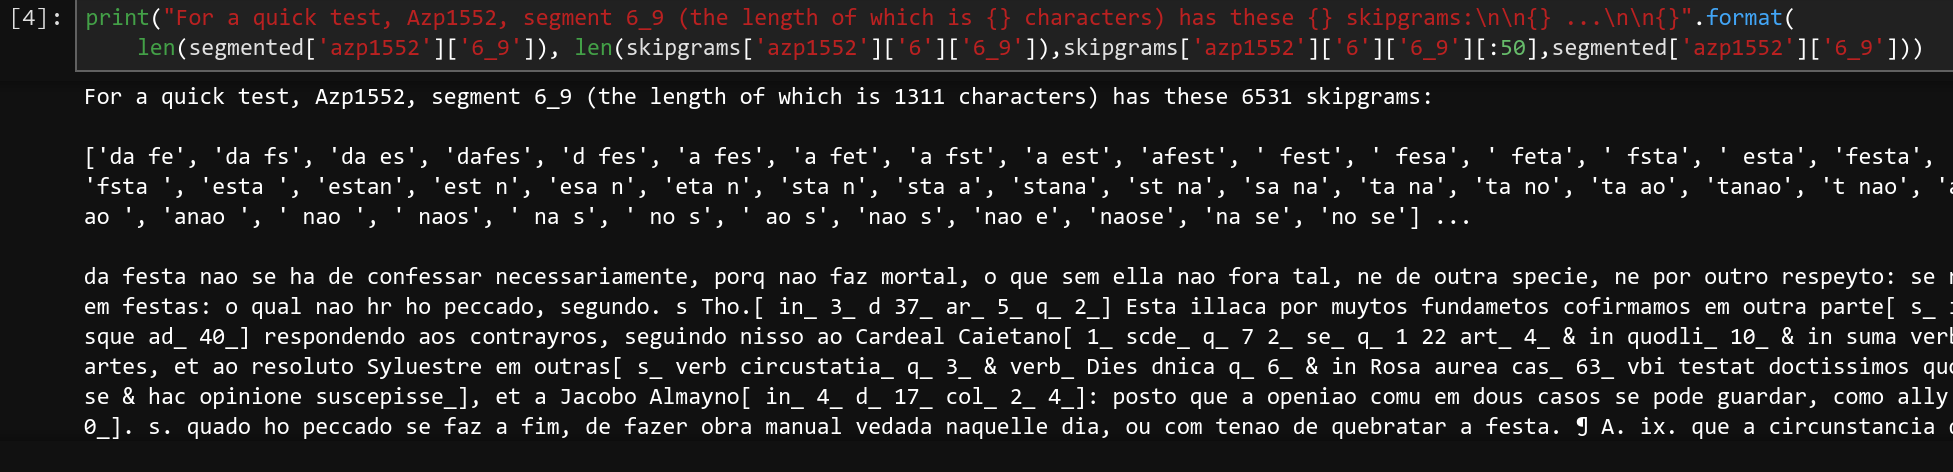 [4]: print("For a quick test, Azp1552, segment 6_9 (the length of which is {} characters) has these {} skipgrams:\n\n{} ...\n\n{}".format(
len(segmented['azp1552']['6_9']), len(skipgrams['azp1552']['6']['6_9']),skipgrams['azp1552']['6']['6_9'][:50],segmented['azp1552']['6_9']))
For a quick test, Azp1552, segment 6_9 (the length of which is 1311 characters) has these 6531 skipgrams:
['da fe', 'da fs', 'da es', 'dafes', 'd fes', 'a fes', 'a fet', 'a fst', 'a est', 'afest', ' fest', ' fesa', ' feta', ' fsta', ' esta', 'festa',
'fsta ', 'esta ', 'estan', 'est n', 'esa n', 'eta n', 'sta n', 'sta a', 'stana', 'st na', 'sa na', 'ta na', 'ta no', 'ta ao', 'tanao', 't nao',
ao ', 'anao ', ' nao ', ' naos', ' na s', ' no s', ' ao s', 'nao s', 'nao e', 'naose', 'na se', 'no se'] ...
da festa nao se ha de confessar necessariamente, porq nao faz mortal, o que sem ella nao fora tal, ne de outra specie, ne por outro respeyto: se
em festas: o qual nao hr ho peccado, segundo. s Tho.[ in_ 3_ d 37_ ar_ 5_ q_ 2_] Esta illaca por muytos fundametos cofirmamos em outra parte[ s_
sque ad_ 40_] respondendo aos contrayros, seguindo nisso ao Cardeal Caietano[ 1_ scde_ q_ 7 2_ se_ q_ 1 22 art_ 4_ & in quodli_ 10_ & in suma verb
artes, et ao resoluto Syluestre em outras[ s_ verb circustatia_ q_ 3_ & verb_ Dies dnica q_ 6_ & in Rosa aurea cas_ 63_ vbi testat doctissimos
se & hac opinione suscepisse_], et a Jacobo Almayno[ in_ 4_ d_ 17_ col_ 2_ 4_]: posto que a openiao comu em dous casos se pode guardar, como ally
0_]. s. quado ho peccado se faz a fim, de fazer obra manual vedada naquelle dia, ou com tenao de quebratar a festa. ¶ A. ix. que a circunstancia